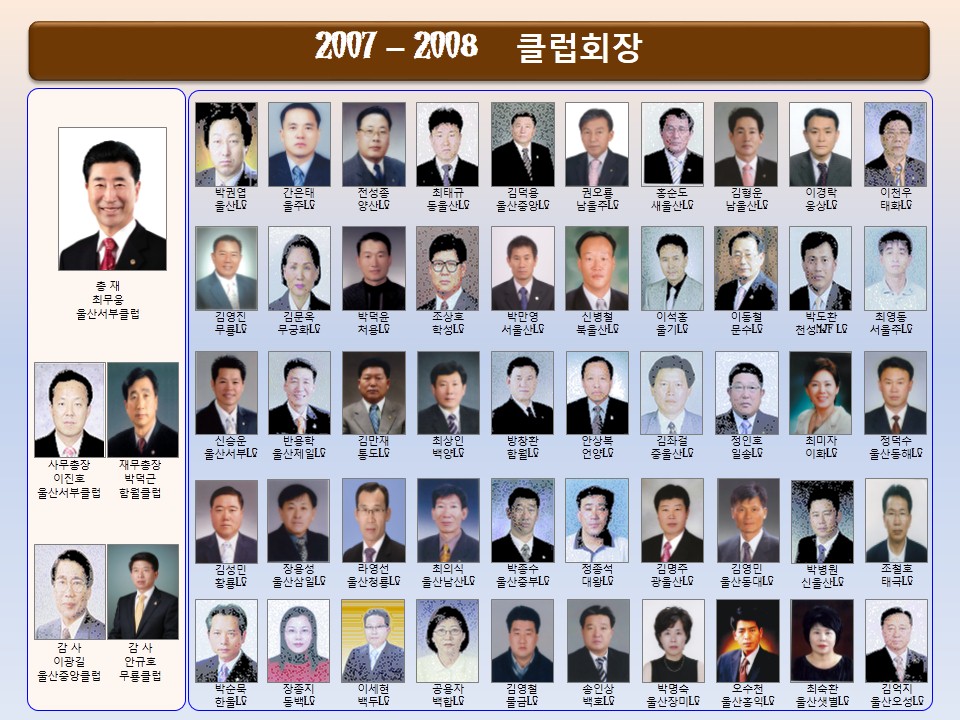 2007 – 2008 클럽회장
총 재
최무웅
울산서부클럽
사무총장
이진호
울산서부클럽
재무총장
박덕근
함월클럽
감 사
이광길
울산중앙클럽
감 사
안규호
무룡클럽
박권엽
울산LC
간은태
울주LC
전성종
양산LC
최태규
동울산LC
김덕용
울산중앙LC
권오룡
남울주LC
홍순도
새울산LC
김형운
남울산LC
이경락
웅상LC
이천우
태화LC
김영진
무룡LC
김문옥
무궁화LC
박덕윤
처용LC
조상호
학성LC
박만영
서울산LC
신병철
북울산LC
이석홍
울기LC
이동철
문수LC
박도환
천성MJF LC
최영동
서울주LC
신승운
울산서부LC
반용학
울산제일LC
김만재
통도LC
최상인
백양LC
방창환
함월LC
안상복
언양LC
김좌걸
중울산LC
정인호
일송LC
최미자
이화LC
정덕수
울산동해LC
김성민
황룡LC
장용성
울산삼일LC
라영선
울산청룡LC
최의식
울산남산LC
박종수
울산중부LC
정종석
대왕LC
김명주
광울산LC
김영민
울산동대LC
박병원
신울산LC
조철호
태극LC
박순묵
한울LC
장종지
동백LC
이세현
백두LC
공용자
백합LC
김영철
물금LC
송인상
백호LC
박명숙
울산장미LC
오수천
울산홍익LC
최숙환
울산샛별LC
김억지
울산오성LC